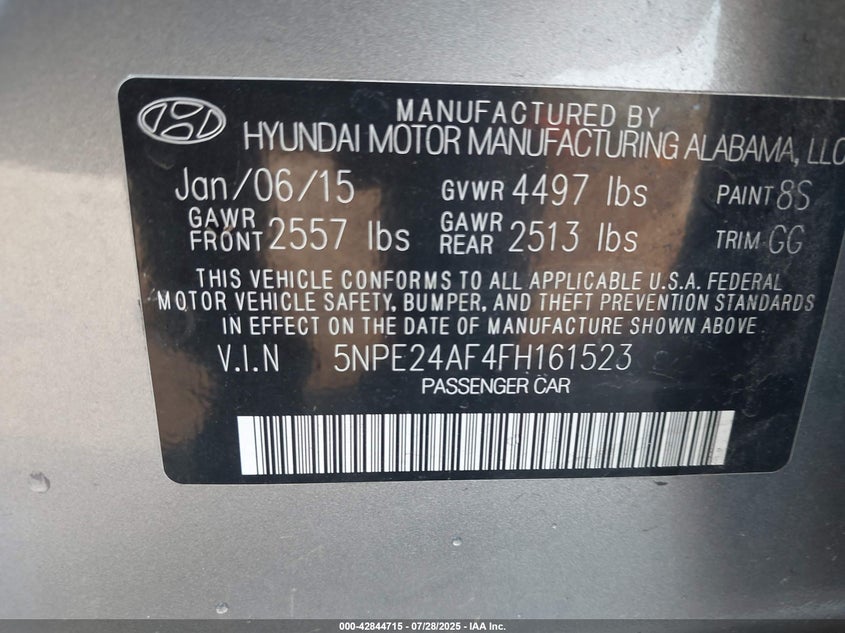 MANUFACTURED BY
HYUNDAI MOTOR MANUFACTURING ALABAMA, LLC
Jan/06/15 GVWR 4497 lbs PAINT 8S
GAWR FRONT 2557 lbs GAWR REAR 2513 lbs TRIM GG
THIS VEHICLE CONFORMS TO ALL APPLICABLE U.S.A. FEDERAL
MOTOR VEHICLE SAFETY, BUMPER, AND THEFT PREVENTION STANDARDS
IN EFFECT ON THE DATE OF MANUFACTURE SHOWN ABOVE.
V.I.N 5NPE24AF4FH161523
PASSENGER CAR
000-42844715 - 07/28/2025 - IAA Inc.